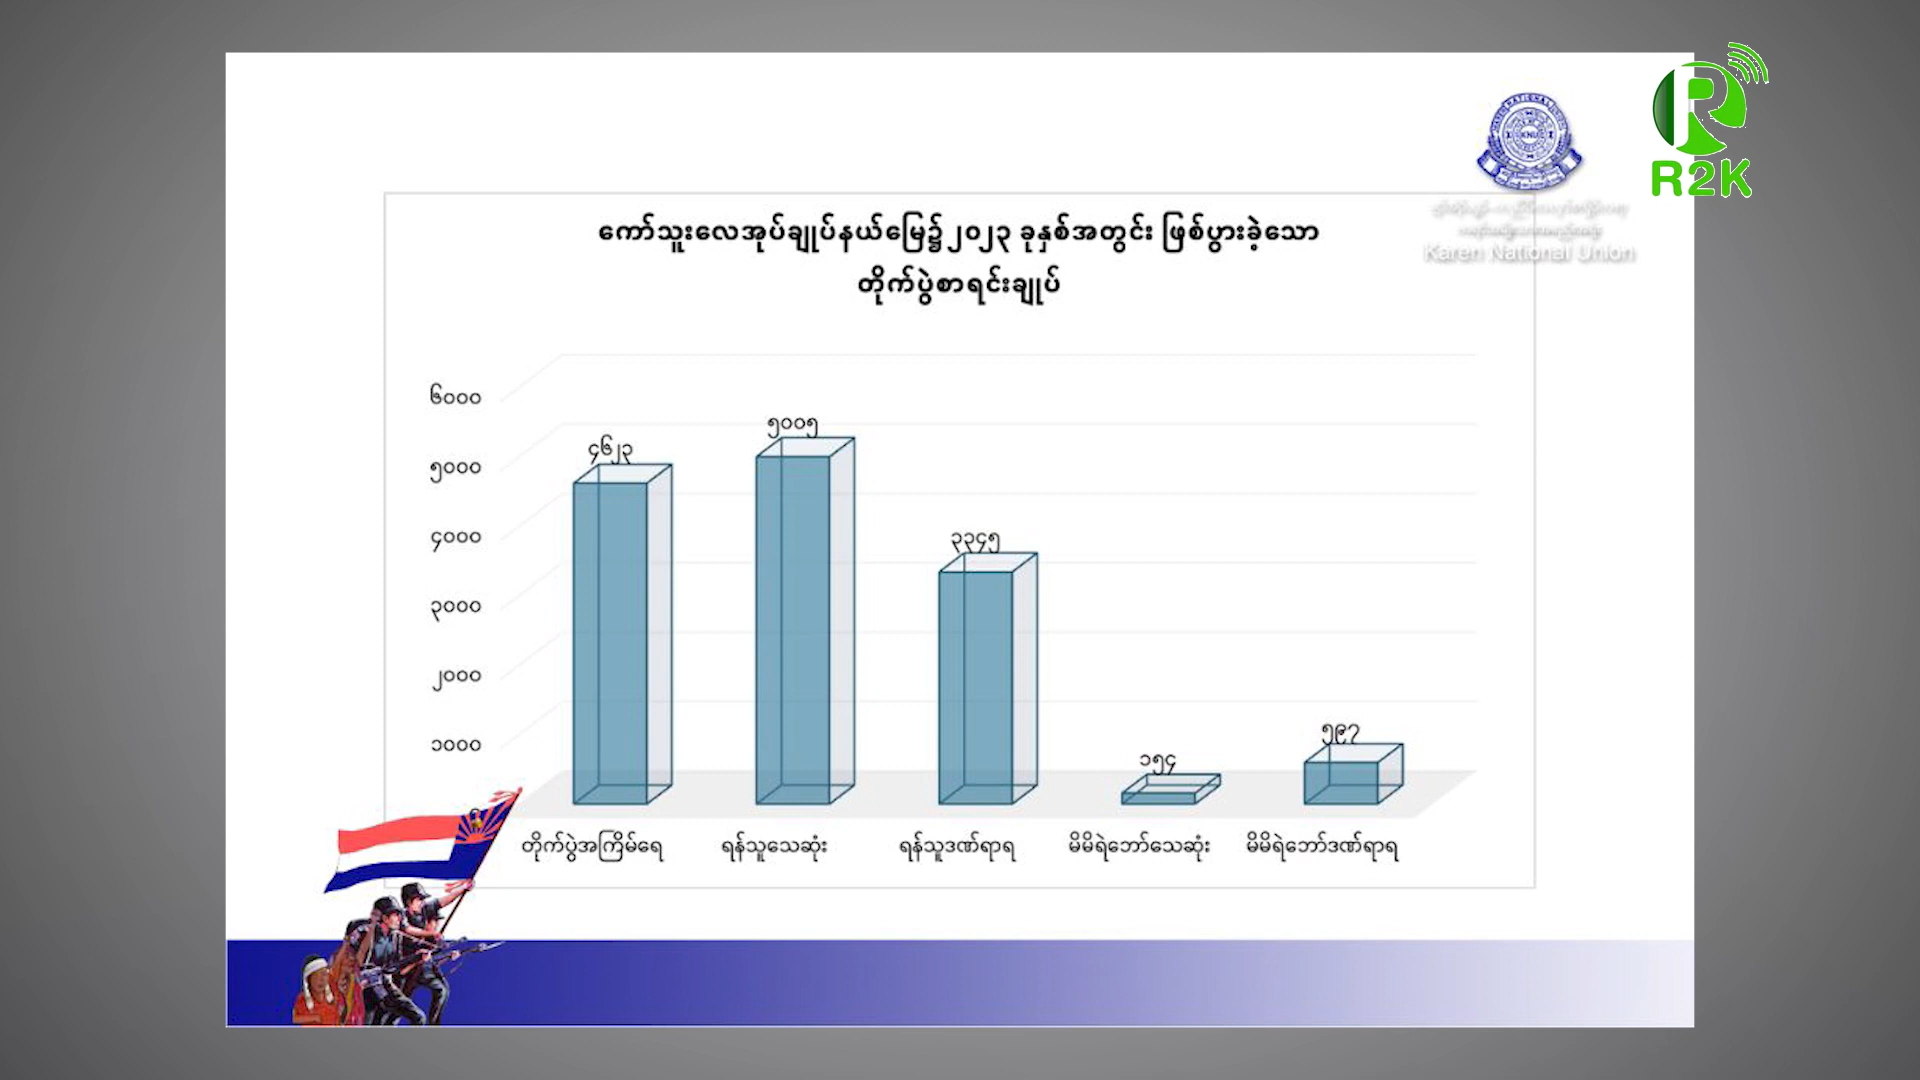 R2K
KNU
Karen National Union
ကော်သူးလေအုပ်ချုပ်နယ်မြေ၌၂၀၂၃ ခုနှစ်အတွင်း ဖြစ်ပွားခဲ့သော
တိုက်ပွဲစာရင်းချုပ်
၆၀၀၀
၅၀၀၀
၄၀၀၀
၃၀၀၀
၂၀၀၀
၁၀၀၀
၄၆၂၃
၅၀၀၅
၃၃၄၅
၁၅၄
၅၉၇
တိုက်ပွဲအကြိမ်ရေ
ရန်သူသေဆုံး
ရန်သူဒဏ်ရာရ
မိမိရဲဘော်သေဆုံး
မိမိရဲဘော်ဒဏ်ရာရ